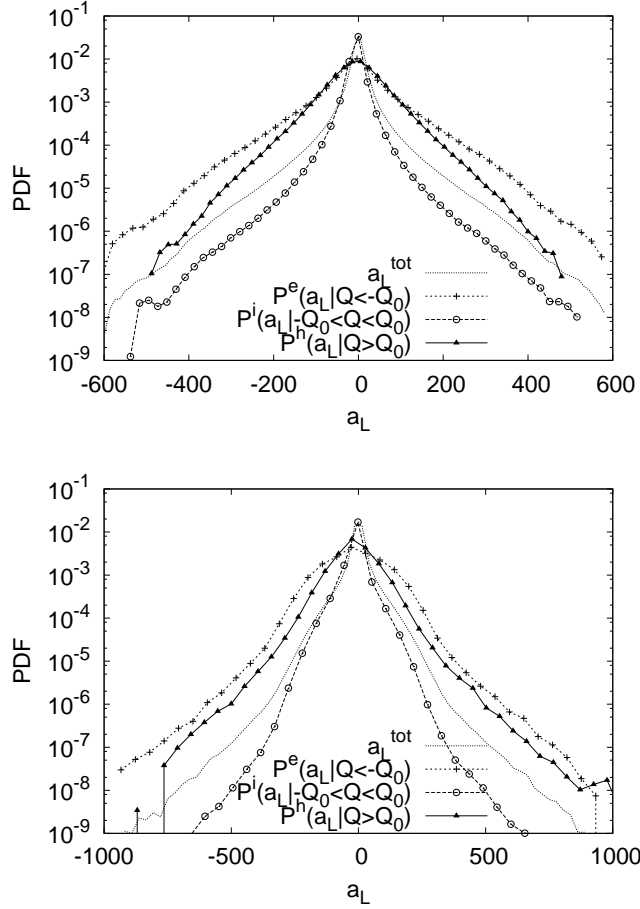 10^-1
10^-2
10^-3
10^-4
10^-5
10^-6
10^-7
10^-8
10^-9
PDF
a_L^tot
P^e(a_L|Q<-Q_0)
P^i(a_L|-Q_0<Q<Q_0)
P^h(a_L|Q>Q_0)
-600 -400 -200 0 200 400 600
a_L
10^-1
10^-2
10^-3
10^-4
10^-5
10^-6
10^-7
10^-8
10^-9
PDF
a_L^tot
P^e(a_L|Q<-Q_0)
P^i(a_L|-Q_0<Q<Q_0)
P^h(a_L|Q>Q_0)
-1000 -500 0 500 1000
a_L